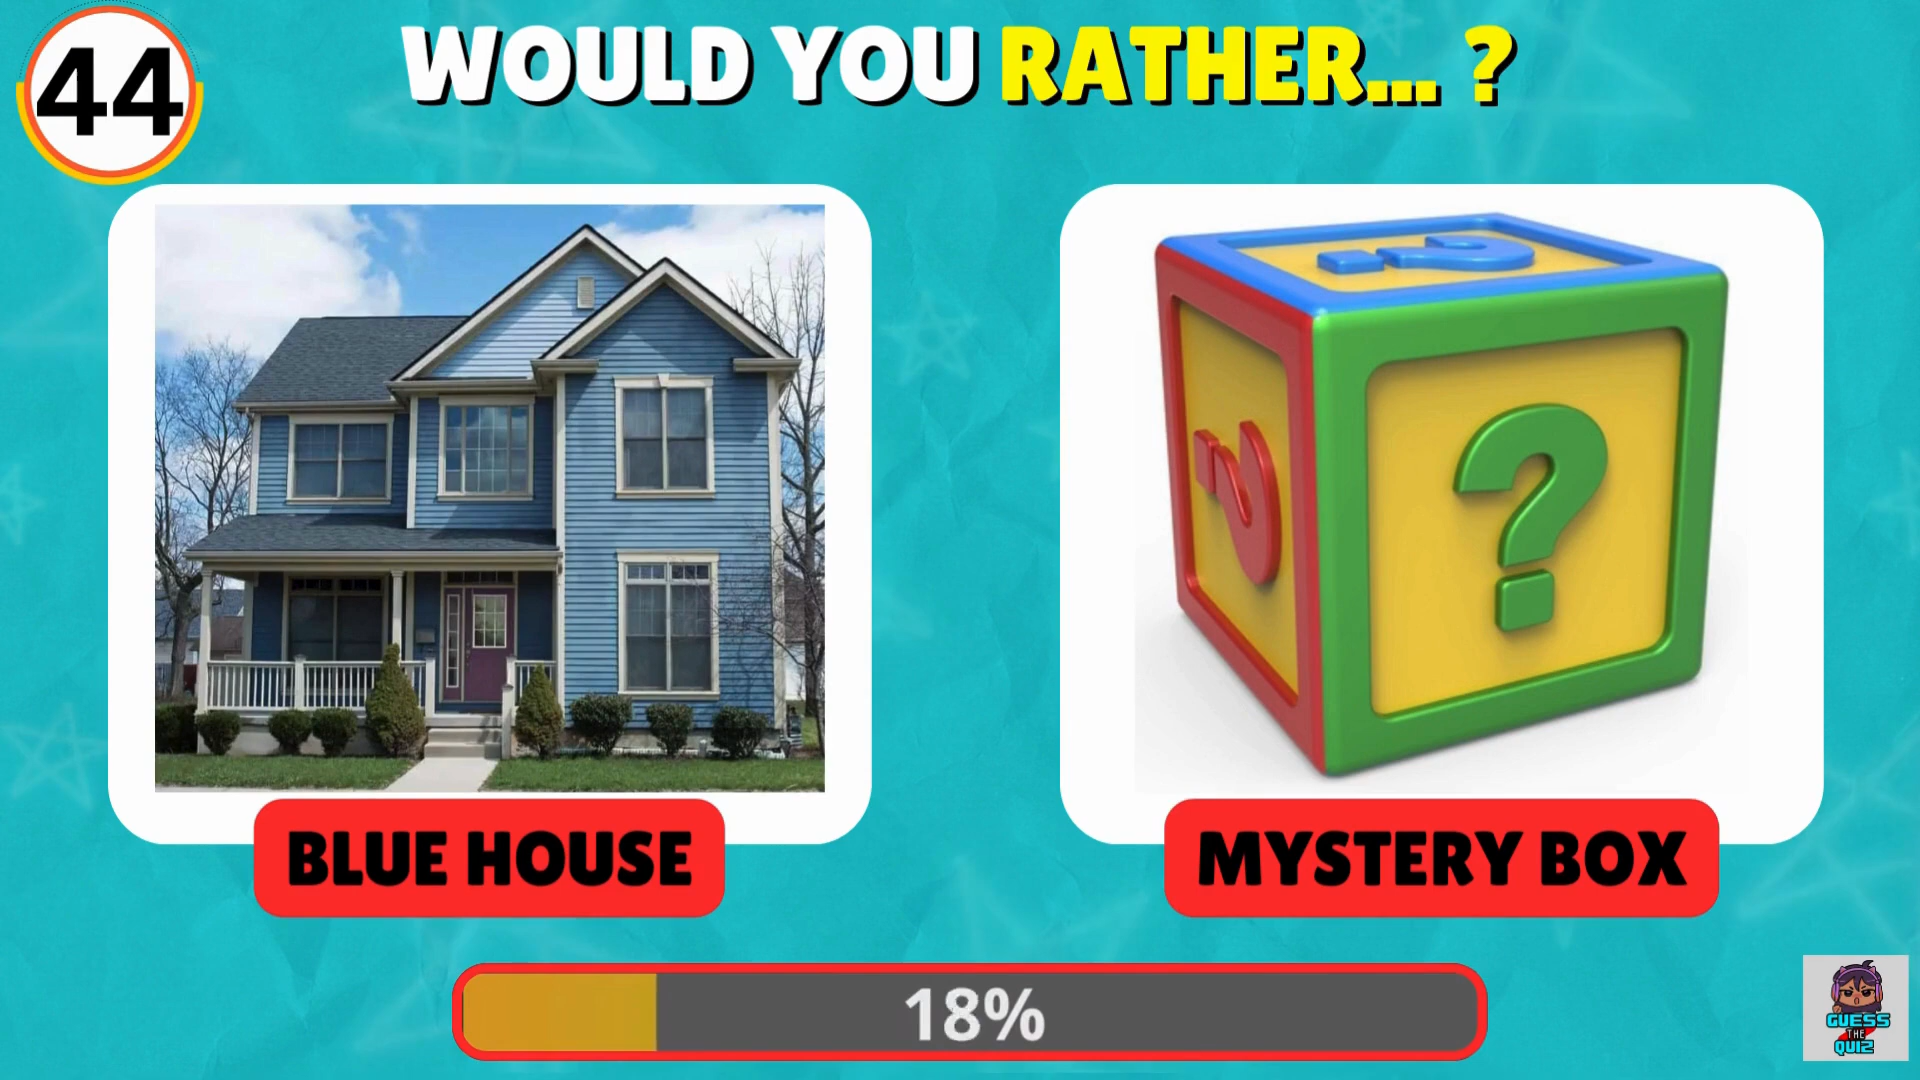 44
WOULD YOU RATHER... ?
?
?
?
BLUE HOUSE
MYSTERY BOX
18%
GUESS
THE
QUIZ